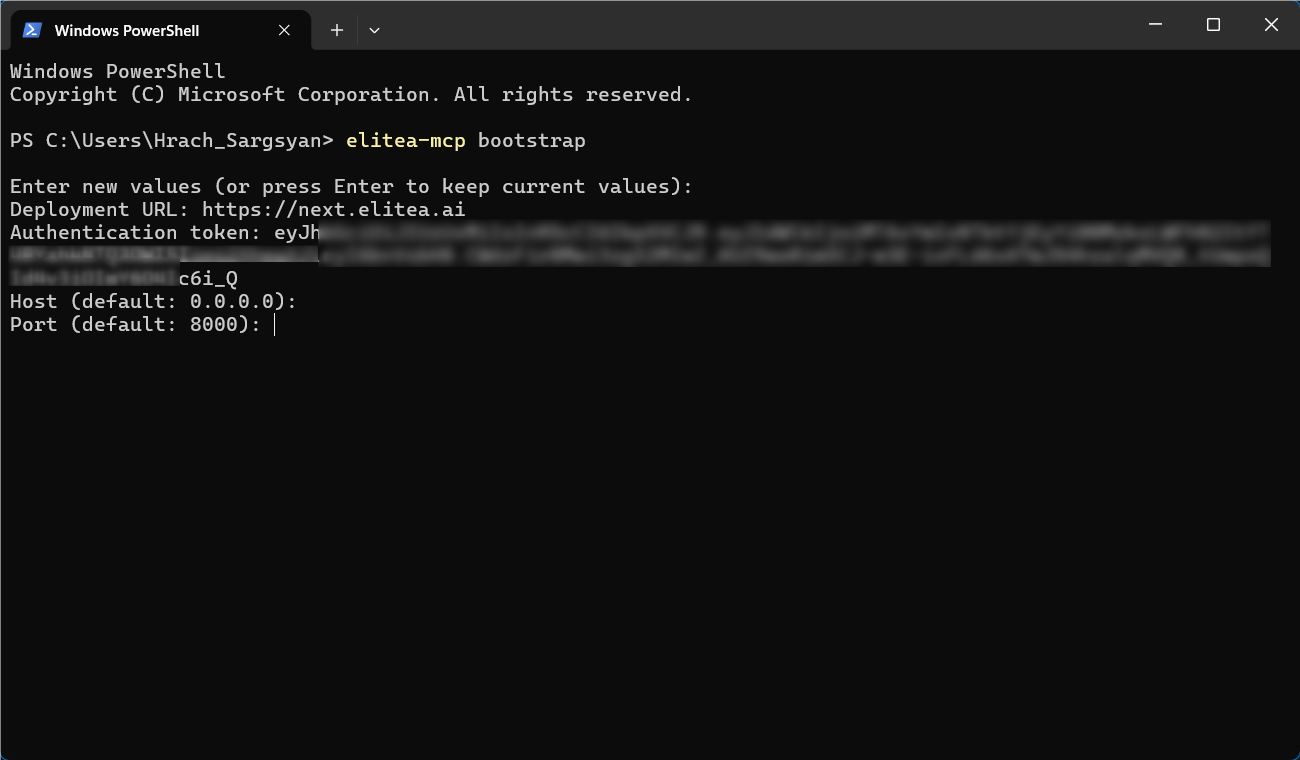 Windows PowerShell
Windows PowerShell
Copyright (C) Microsoft Corporation. All rights reserved.
PS C:\Users\Hrach_Sargsyan> elitea-mcp bootstrap
Enter new values (or press Enter to keep current values):
Deployment URL: https://next.elitea.ai
Authentication token: eyJh
c6i_Q
Host (default: 0.0.0.0):
Port (default: 8000):